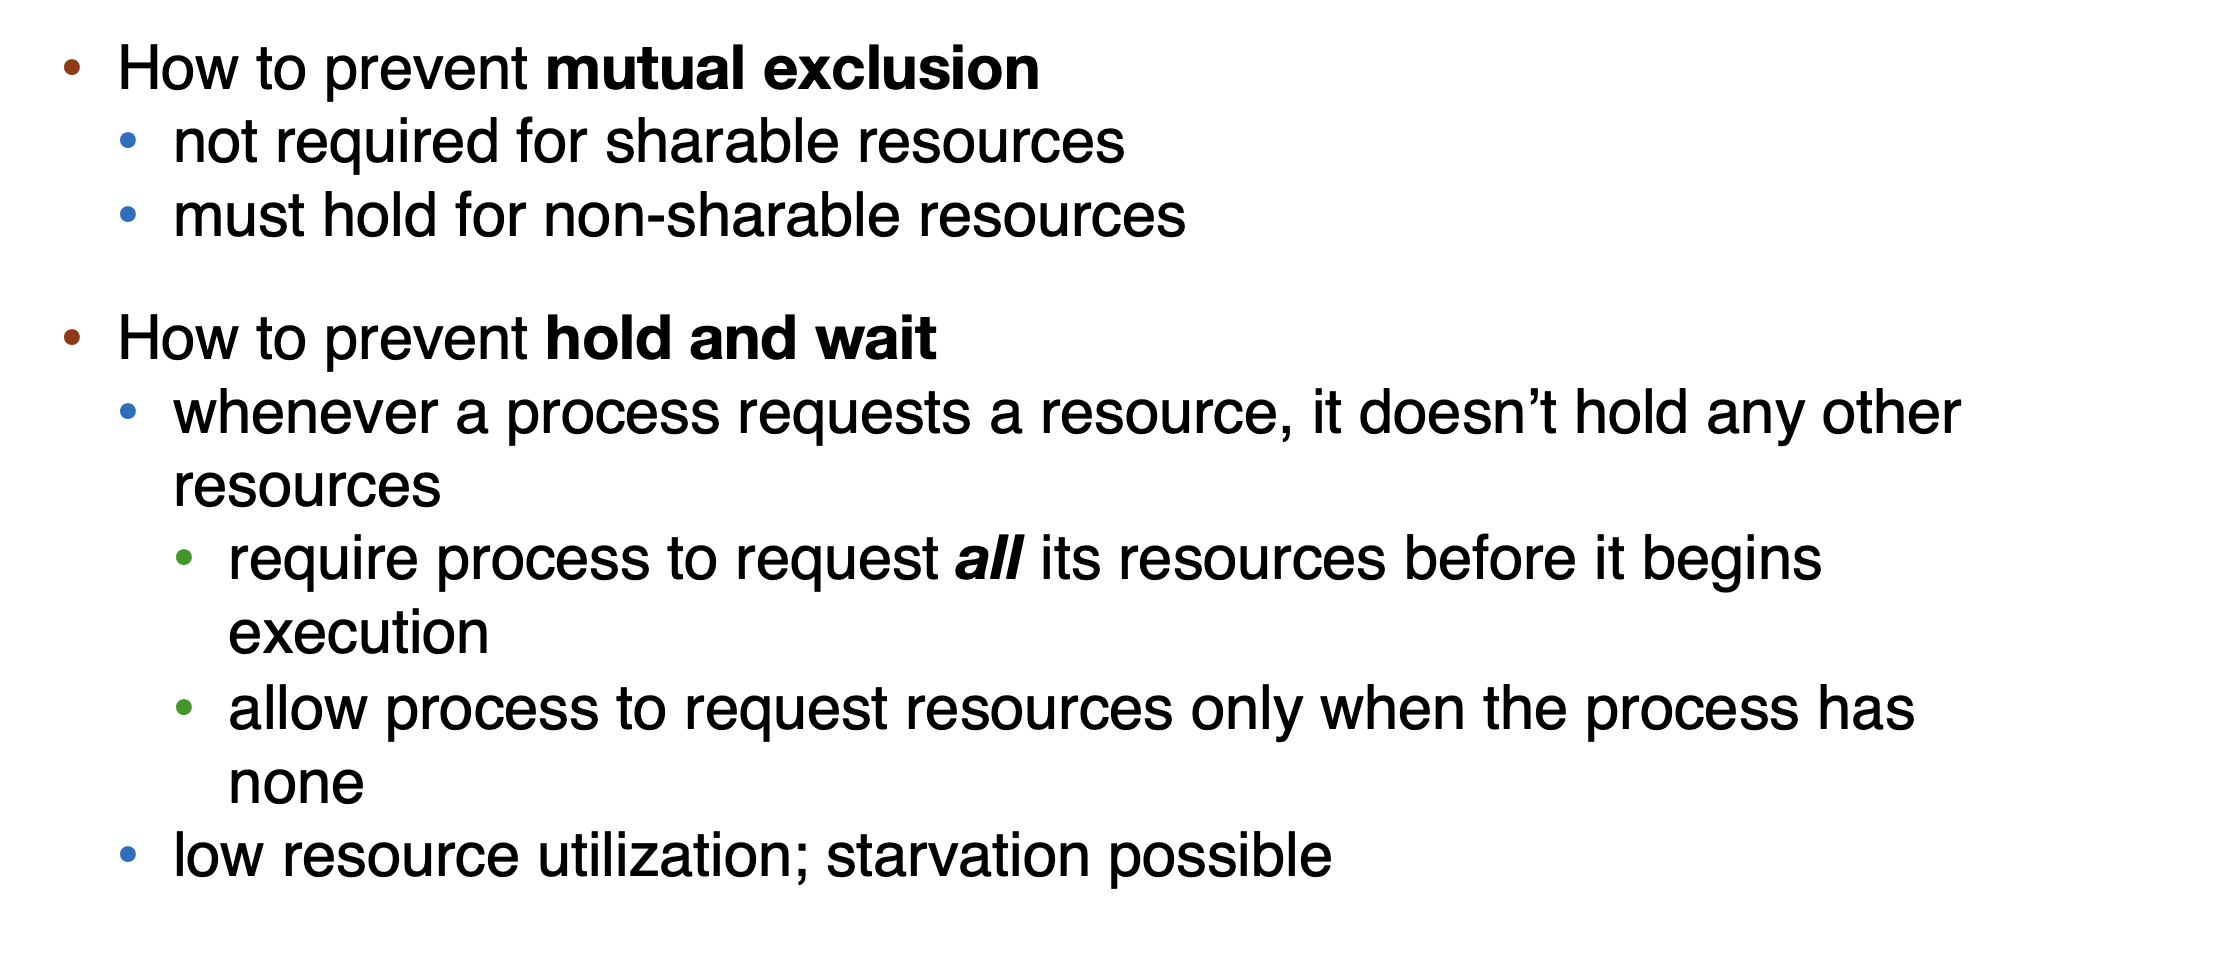 • How to prevent mutual exclusion
• not required for sharable resources
• must hold for non-sharable resources
• How to prevent hold and wait
• whenever a process requests a resource, it doesn’t hold any other
resources
• require process to request all its resources before it begins
execution
• allow process to request resources only when the process has
none
• low resource utilization; starvation possible